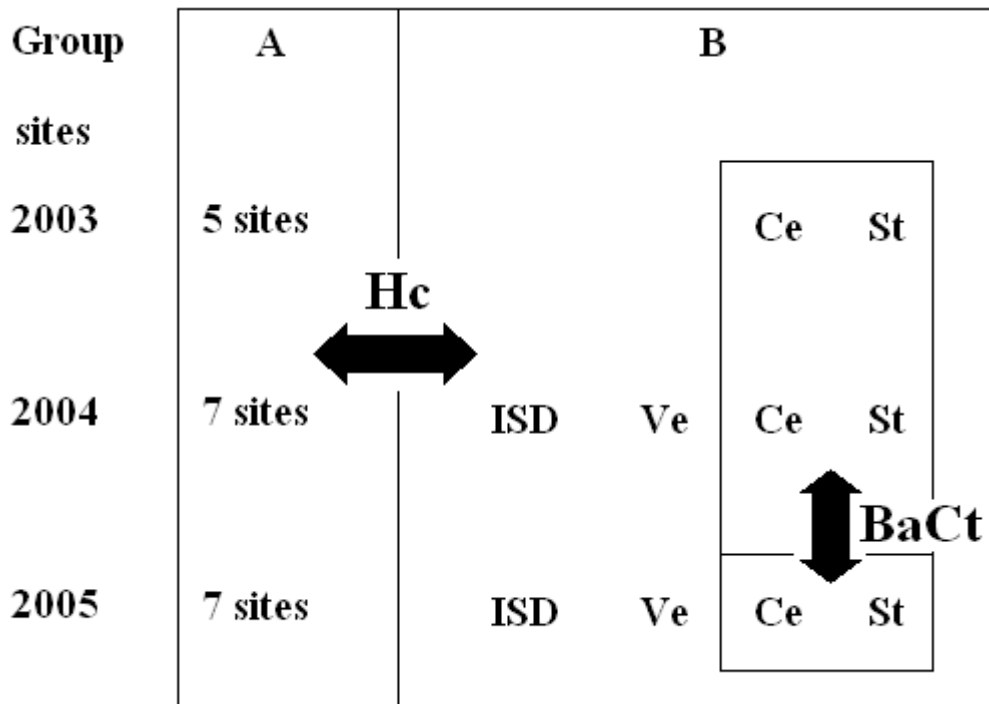 Group A B
sites
2003 5 sites Ce St
Hc
2004 7 sites ISD Ve Ce St
BaCt
2005 7 sites ISD Ve Ce St